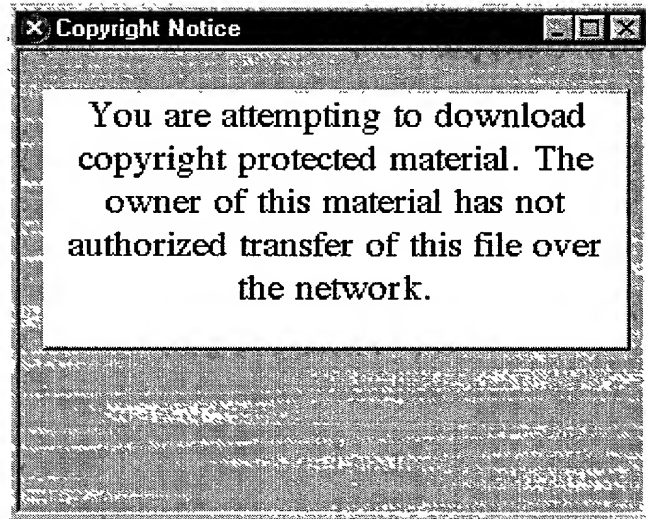 Copyright Notice
You are attempting to download
copyright protected material. The
owner of this material has not
authorized transfer of this file over
the network.